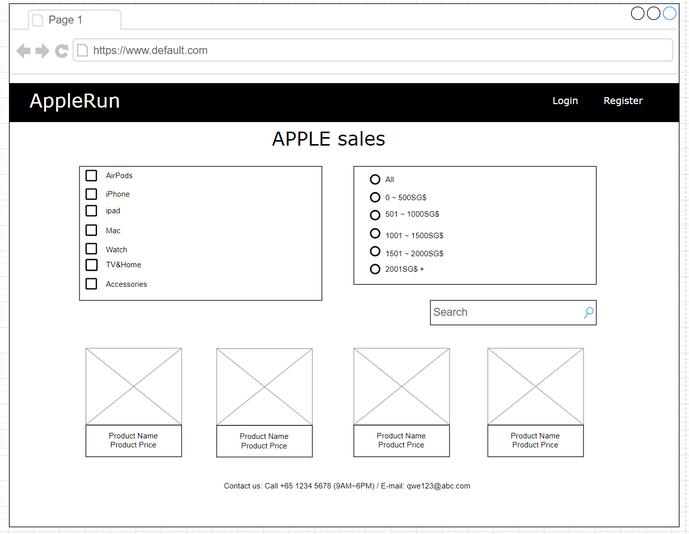 Page 1
https://www.default.com
AppleRun
Login
Register
APPLE sales
AirPods
iPhone
ipad
Mac
Watch
TV&Home
Accessories
All
0 ~ 500SG$
501 ~ 1000SG$
1001 ~ 1500SG$
1501 ~ 2000SG$
2001SG$ +
Search
Product Name
Product Price
Product Name
Product Price
Product Name
Product Price
Product Name
Product Price
Contact us: Call +65 1234 5678 (9AM~6PM) / E-mail: qwe123@abc.com